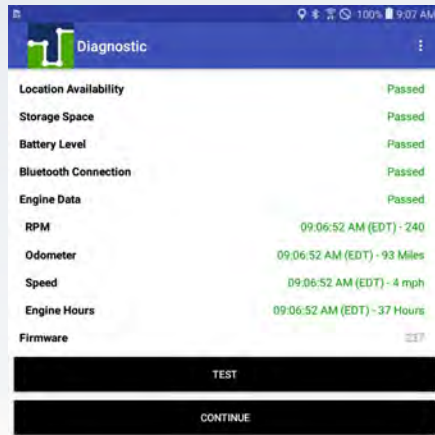 100% 9:07 AM
Diagnostic
Location Availability Passed
Storage Space Passed
Battery Level Passed
Bluetooth Connection Passed
Engine Data Passed
RPM 09:06:52 AM (EDT) - 240
Odometer 09:06:52 AM (EDT) - 93 Miles
Speed 09:06:52 AM (EDT) - 4 mph
Engine Hours 09:06:52 AM (EDT) - 37 Hours
Firmware 237
TEST
CONTINUE